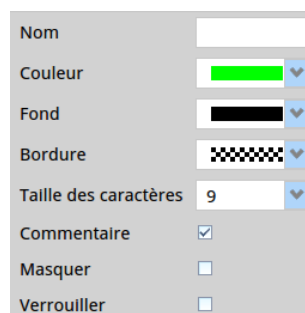 Nom
Couleur
Fond
Bordure
Taille des caractères 9
Commentaire
Masquer
Verrouiller